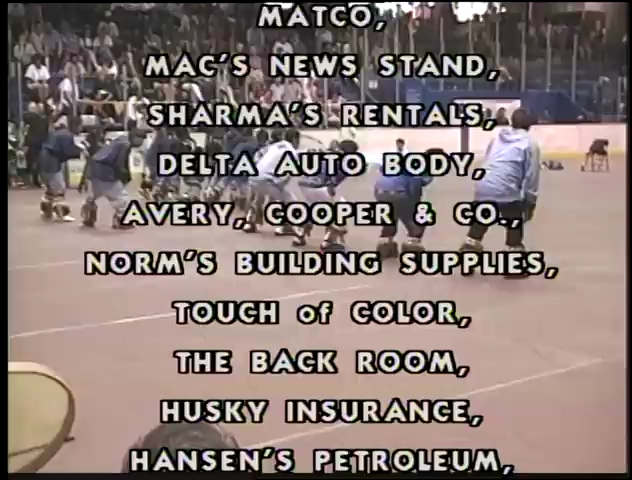 MATCO,
MAC'S NEWS STAND,
SHARMA'S RENTALS,
DELTA AUTO BODY,
AVERY, COOPER & CO.,
NORM'S BUILDING SUPPLIES,
TOUCH of COLOR,
THE BACK ROOM,
HUSKY INSURANCE,
HANSEN'S PETROLEUM,